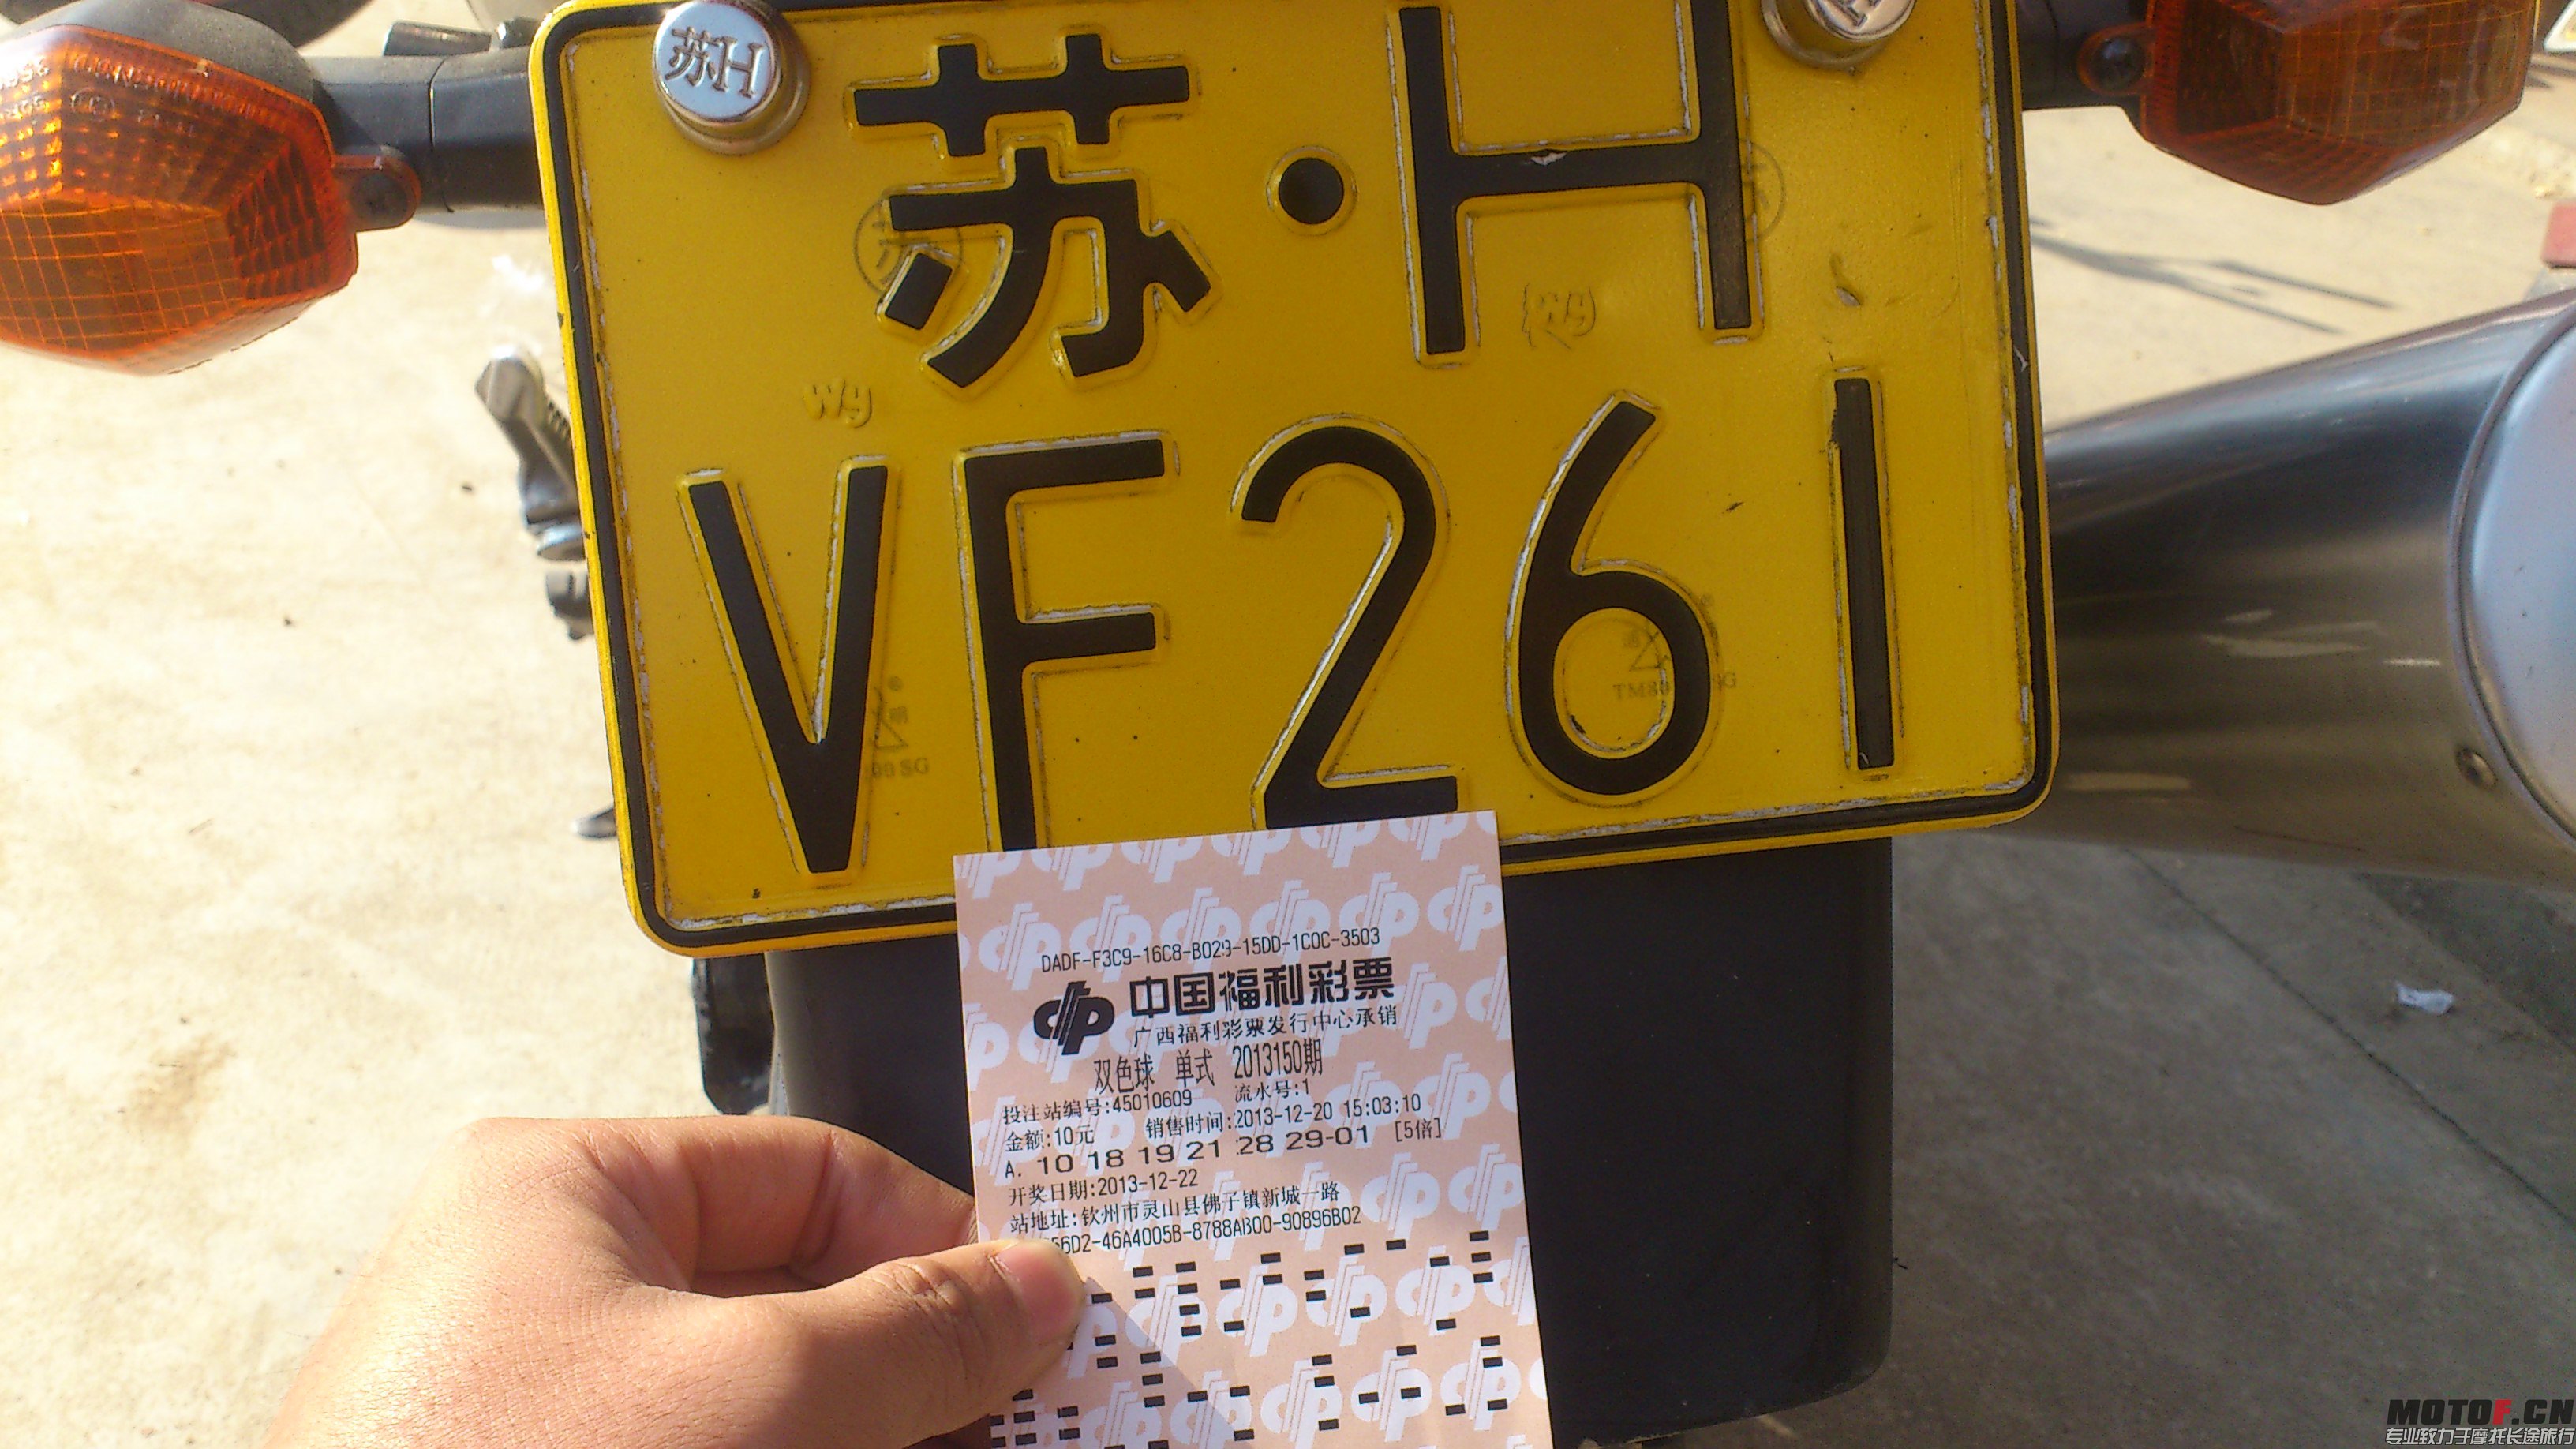 苏H
苏·H
Wy
Wy
VF261
DADF-F3C9-16C8-B029-15DD-1C0C-3503
中国福利彩票
广西福利彩票发行中心承销
双色球 单式 2013150期
投注站编号:45010609 流水号:1
金额:10元 销售时间:2013-12-20 15:03:10
A. 10 18 19 21 28 29-01 [5倍]
开奖日期:2013-12-22
站地址:钦州市灵山县佛子镇新城一路
56D2-46A4005B-8788AB00-90896B02
MOTOF.CN
专业致力于摩托长途旅行